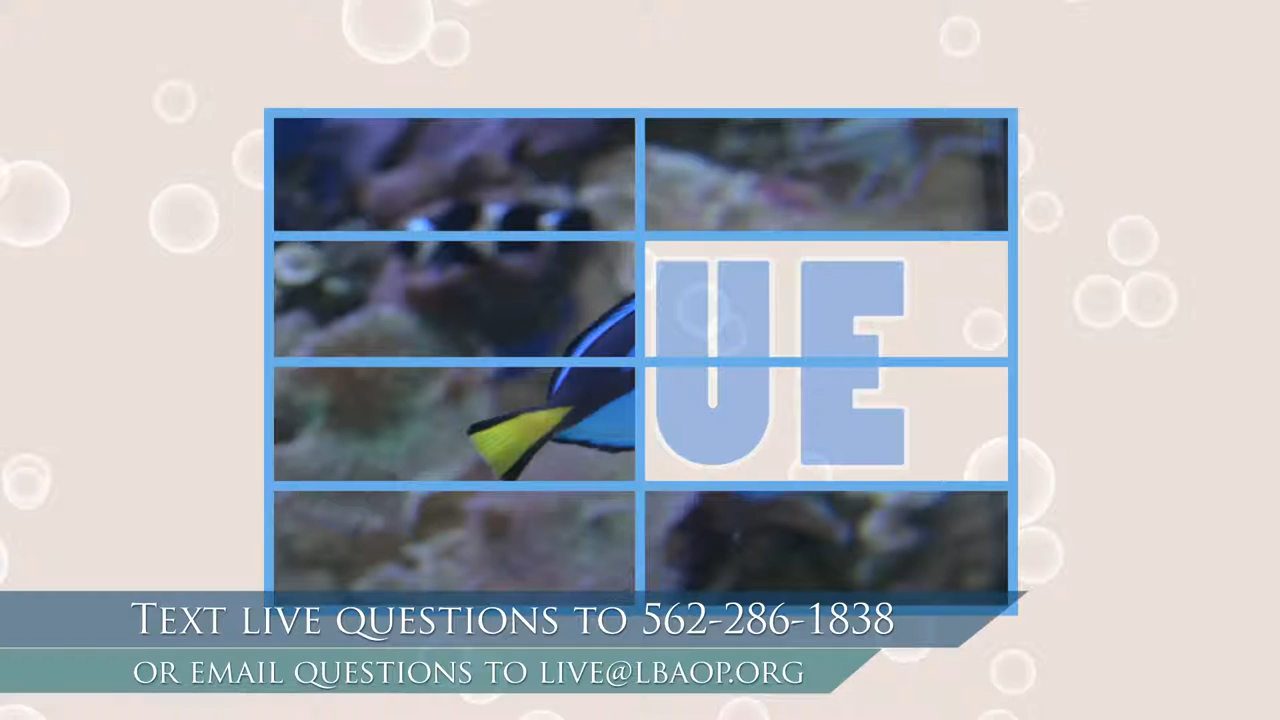 UE
TEXT LIVE QUESTIONS TO 562-286-1838
OR EMAIL QUESTIONS TO LIVE@LBAOP.ORG